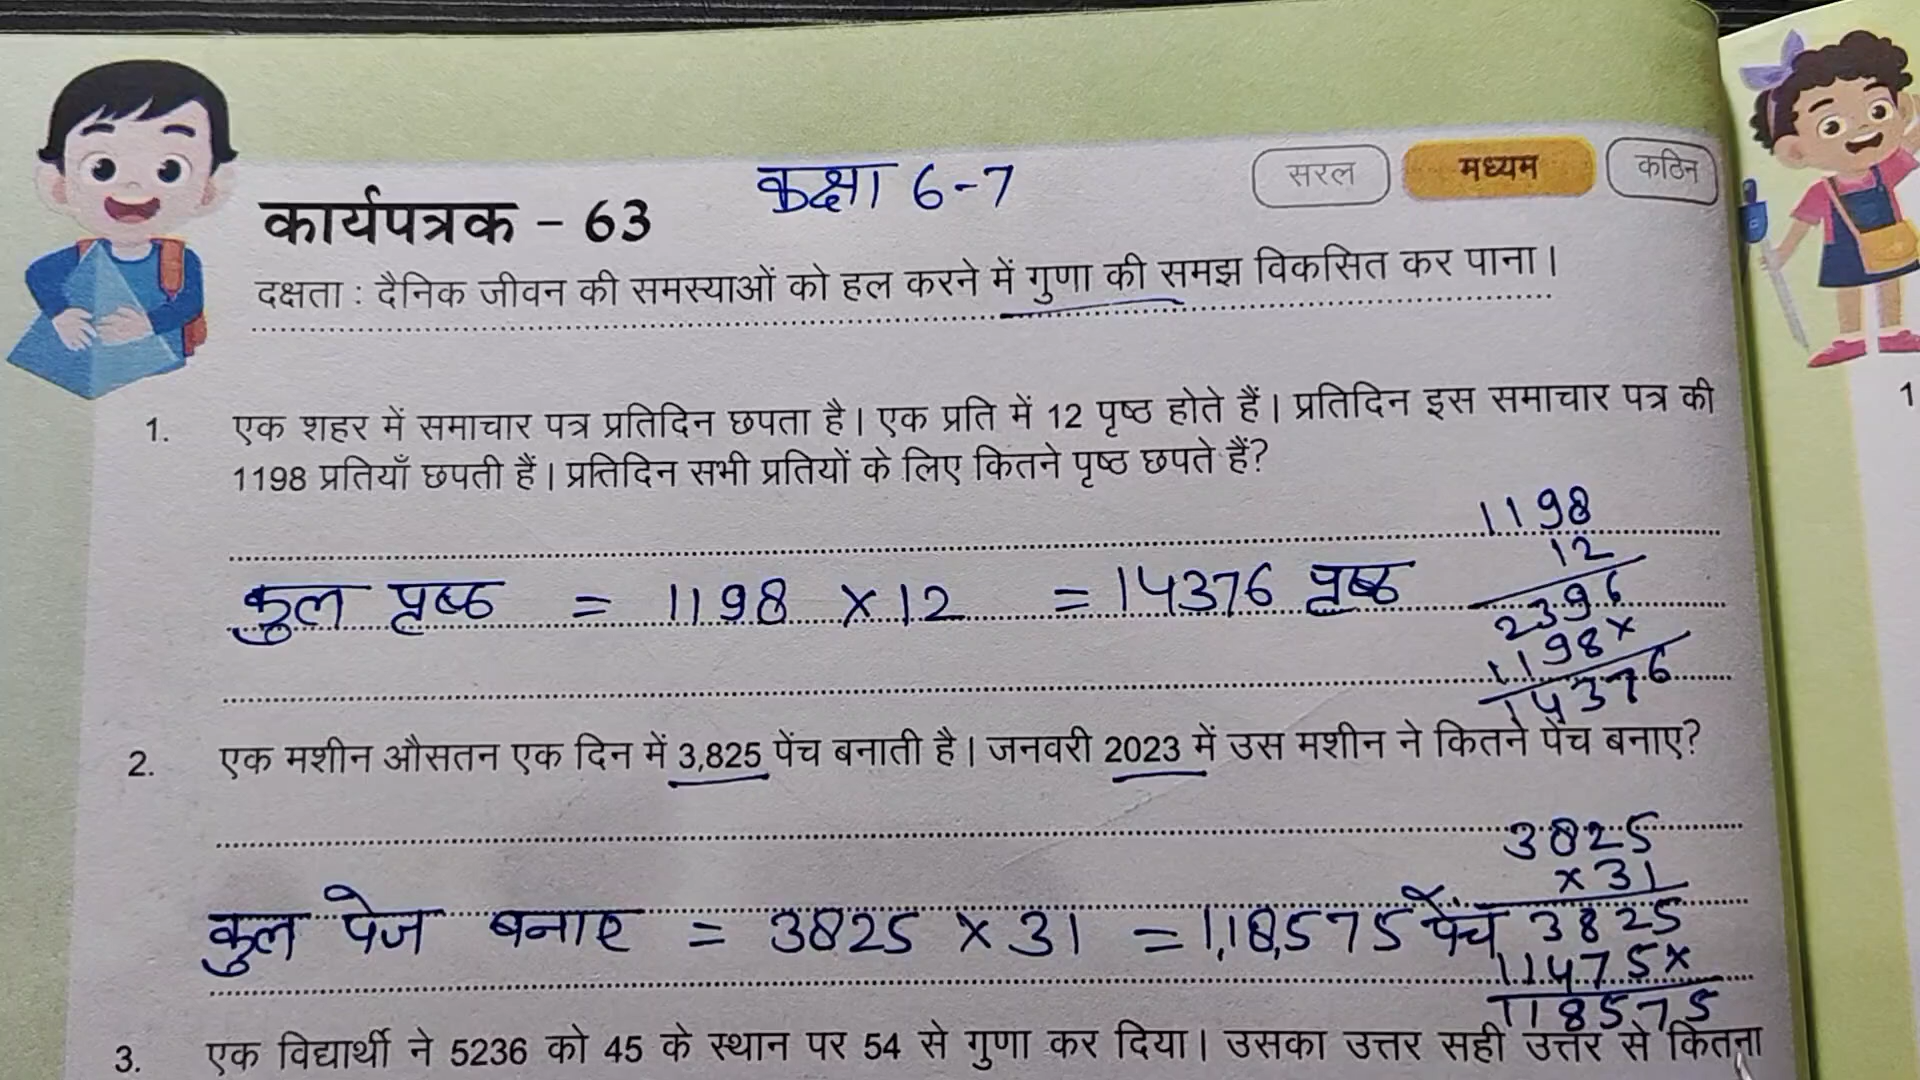 कक्षा 6-7
सरल मध्यम कठिन
कार्यपत्रक - 63
दक्षता : दैनिक जीवन की समस्याओं को हल करने में गुणा की समझ विकसित कर पाना।
1. एक शहर में समाचार पत्र प्रतिदिन छपता है। एक प्रति में 12 पृष्ठ होते हैं। प्रतिदिन इस समाचार पत्र की
1198 प्रतियाँ छपती हैं। प्रतिदिन सभी प्रतियों के लिए कितने पृष्ठ छपते हैं?
कुल पृष्ठ = 1198 × 12 = 14376 पृष्ठ
1198
12
2396
1198×
14376
2. एक मशीन औसतन एक दिन में 3,825 पेंच बनाती है। जनवरी 2023 में उस मशीन ने कितने पेंच बनाए?
कुल पेज बनाए = 3825 × 31 = 1,18,575 पेंच
3825
× 31
3825
11475×
118575
3. एक विद्यार्थी ने 5236 को 45 के स्थान पर 54 से गुणा कर दिया। उसका उत्तर सही उत्तर से कितना
1